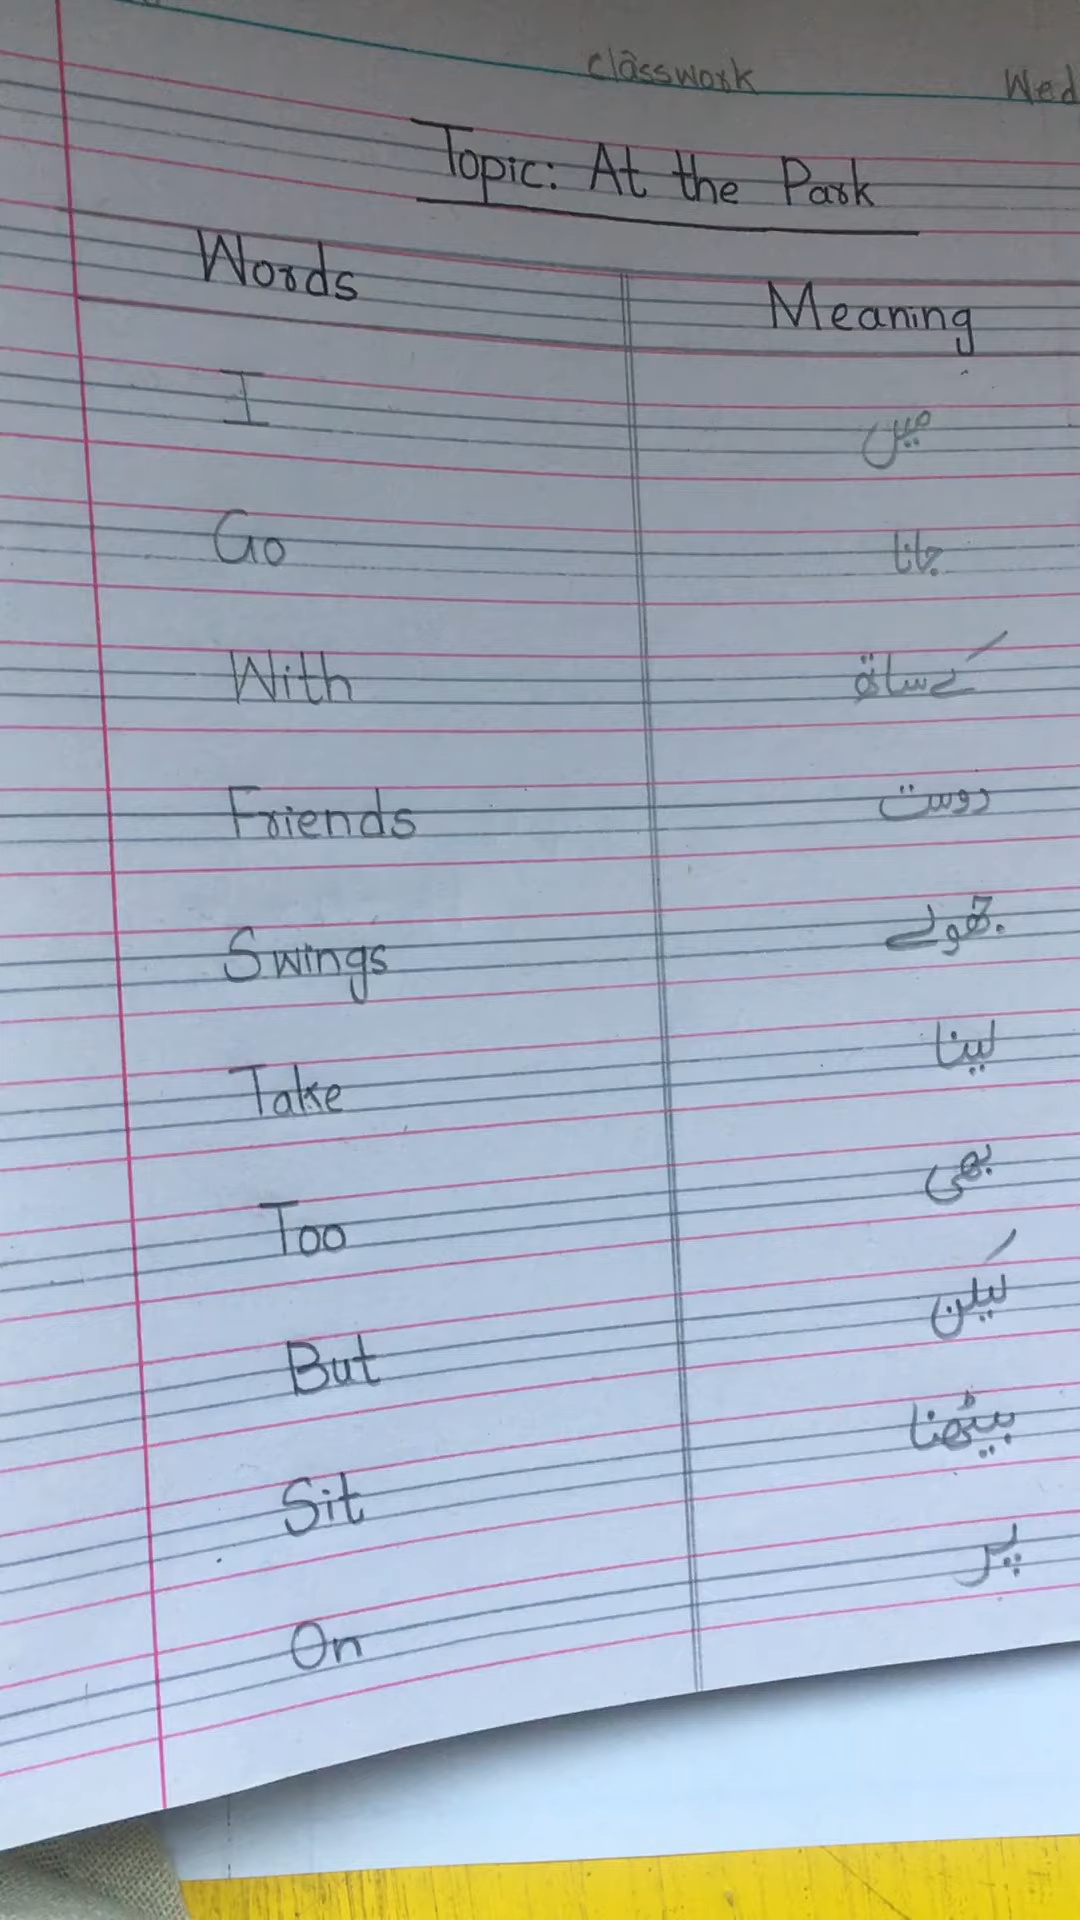 classwork Wed
Topic: At the Park
Words Meaning
I میں
Go جانا
With کے ساتھ
Friends دوست
Swings جھولے
Take لینا
Too بھی
But لیکن
Sit بیٹھنا
On پر